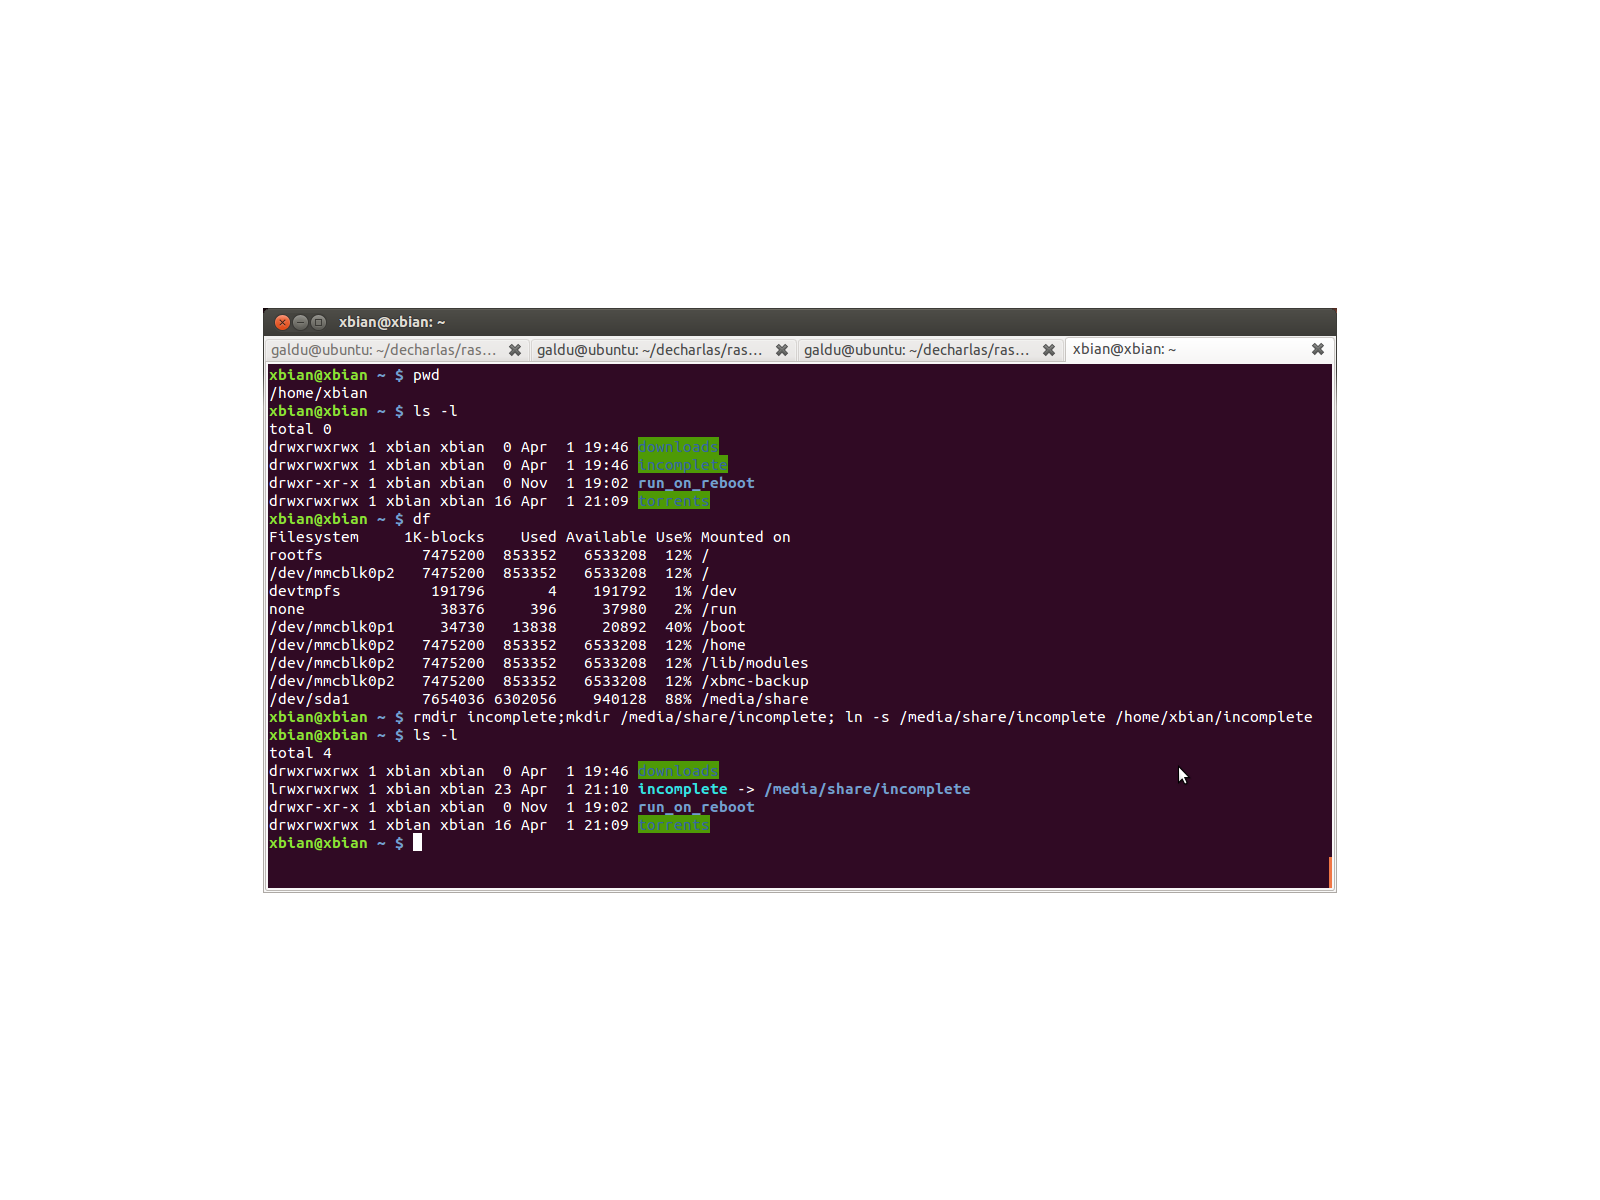 xbian@xbian: ~
galdu@ubuntu: ~/decharlas/ras... galdu@ubuntu: ~/decharlas/ras... galdu@ubuntu: ~/decharlas/ras... xbian@xbian: ~
xbian@xbian ~ $ pwd
/home/xbian
xbian@xbian ~ $ ls -l
total 0
drwxrwxrwx 1 xbian xbian  0 Apr  1 19:46 downloads
drwxrwxrwx 1 xbian xbian  0 Apr  1 19:46 incomplete
drwxr-xr-x 1 xbian xbian  0 Nov  1 19:02 run_on_reboot
drwxrwxrwx 1 xbian xbian 16 Apr  1 21:09 torrents
xbian@xbian ~ $ df
Filesystem     1K-blocks    Used Available Use% Mounted on
rootfs           7475200  853352   6533208  12% /
/dev/mmcblk0p2   7475200  853352   6533208  12% /
devtmpfs          191796       4    191792   1% /dev
none               38376     396     37980   2% /run
/dev/mmcblk0p1     34730   13838     20892  40% /boot
/dev/mmcblk0p2   7475200  853352   6533208  12% /home
/dev/mmcblk0p2   7475200  853352   6533208  12% /lib/modules
/dev/mmcblk0p2   7475200  853352   6533208  12% /xbmc-backup
/dev/sda1        7654036 6302056    940128  88% /media/share
xbian@xbian ~ $ rmdir incomplete;mkdir /media/share/incomplete; ln -s /media/share/incomplete /home/xbian/incomplete
xbian@xbian ~ $ ls -l
total 4
drwxrwxrwx 1 xbian xbian  0 Apr  1 19:46 downloads
lrwxrwxrwx 1 xbian xbian 23 Apr  1 21:10 incomplete -> /media/share/incomplete
drwxr-xr-x 1 xbian xbian  0 Nov  1 19:02 run_on_reboot
drwxrwxrwx 1 xbian xbian 16 Apr  1 21:09 torrents
xbian@xbian ~ $